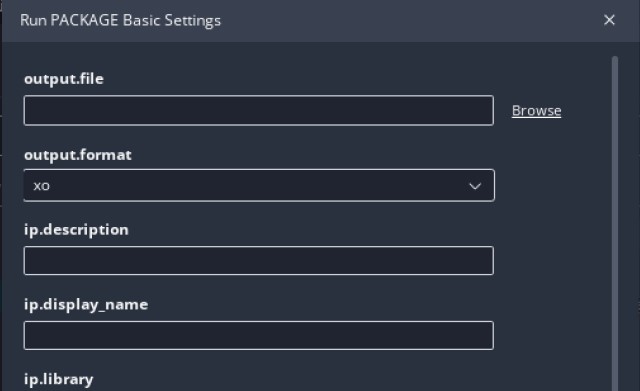 Run PACKAGE Basic Settings
output.file
Browse
output.format
xo
ip.description
ip.display_name
ip.library